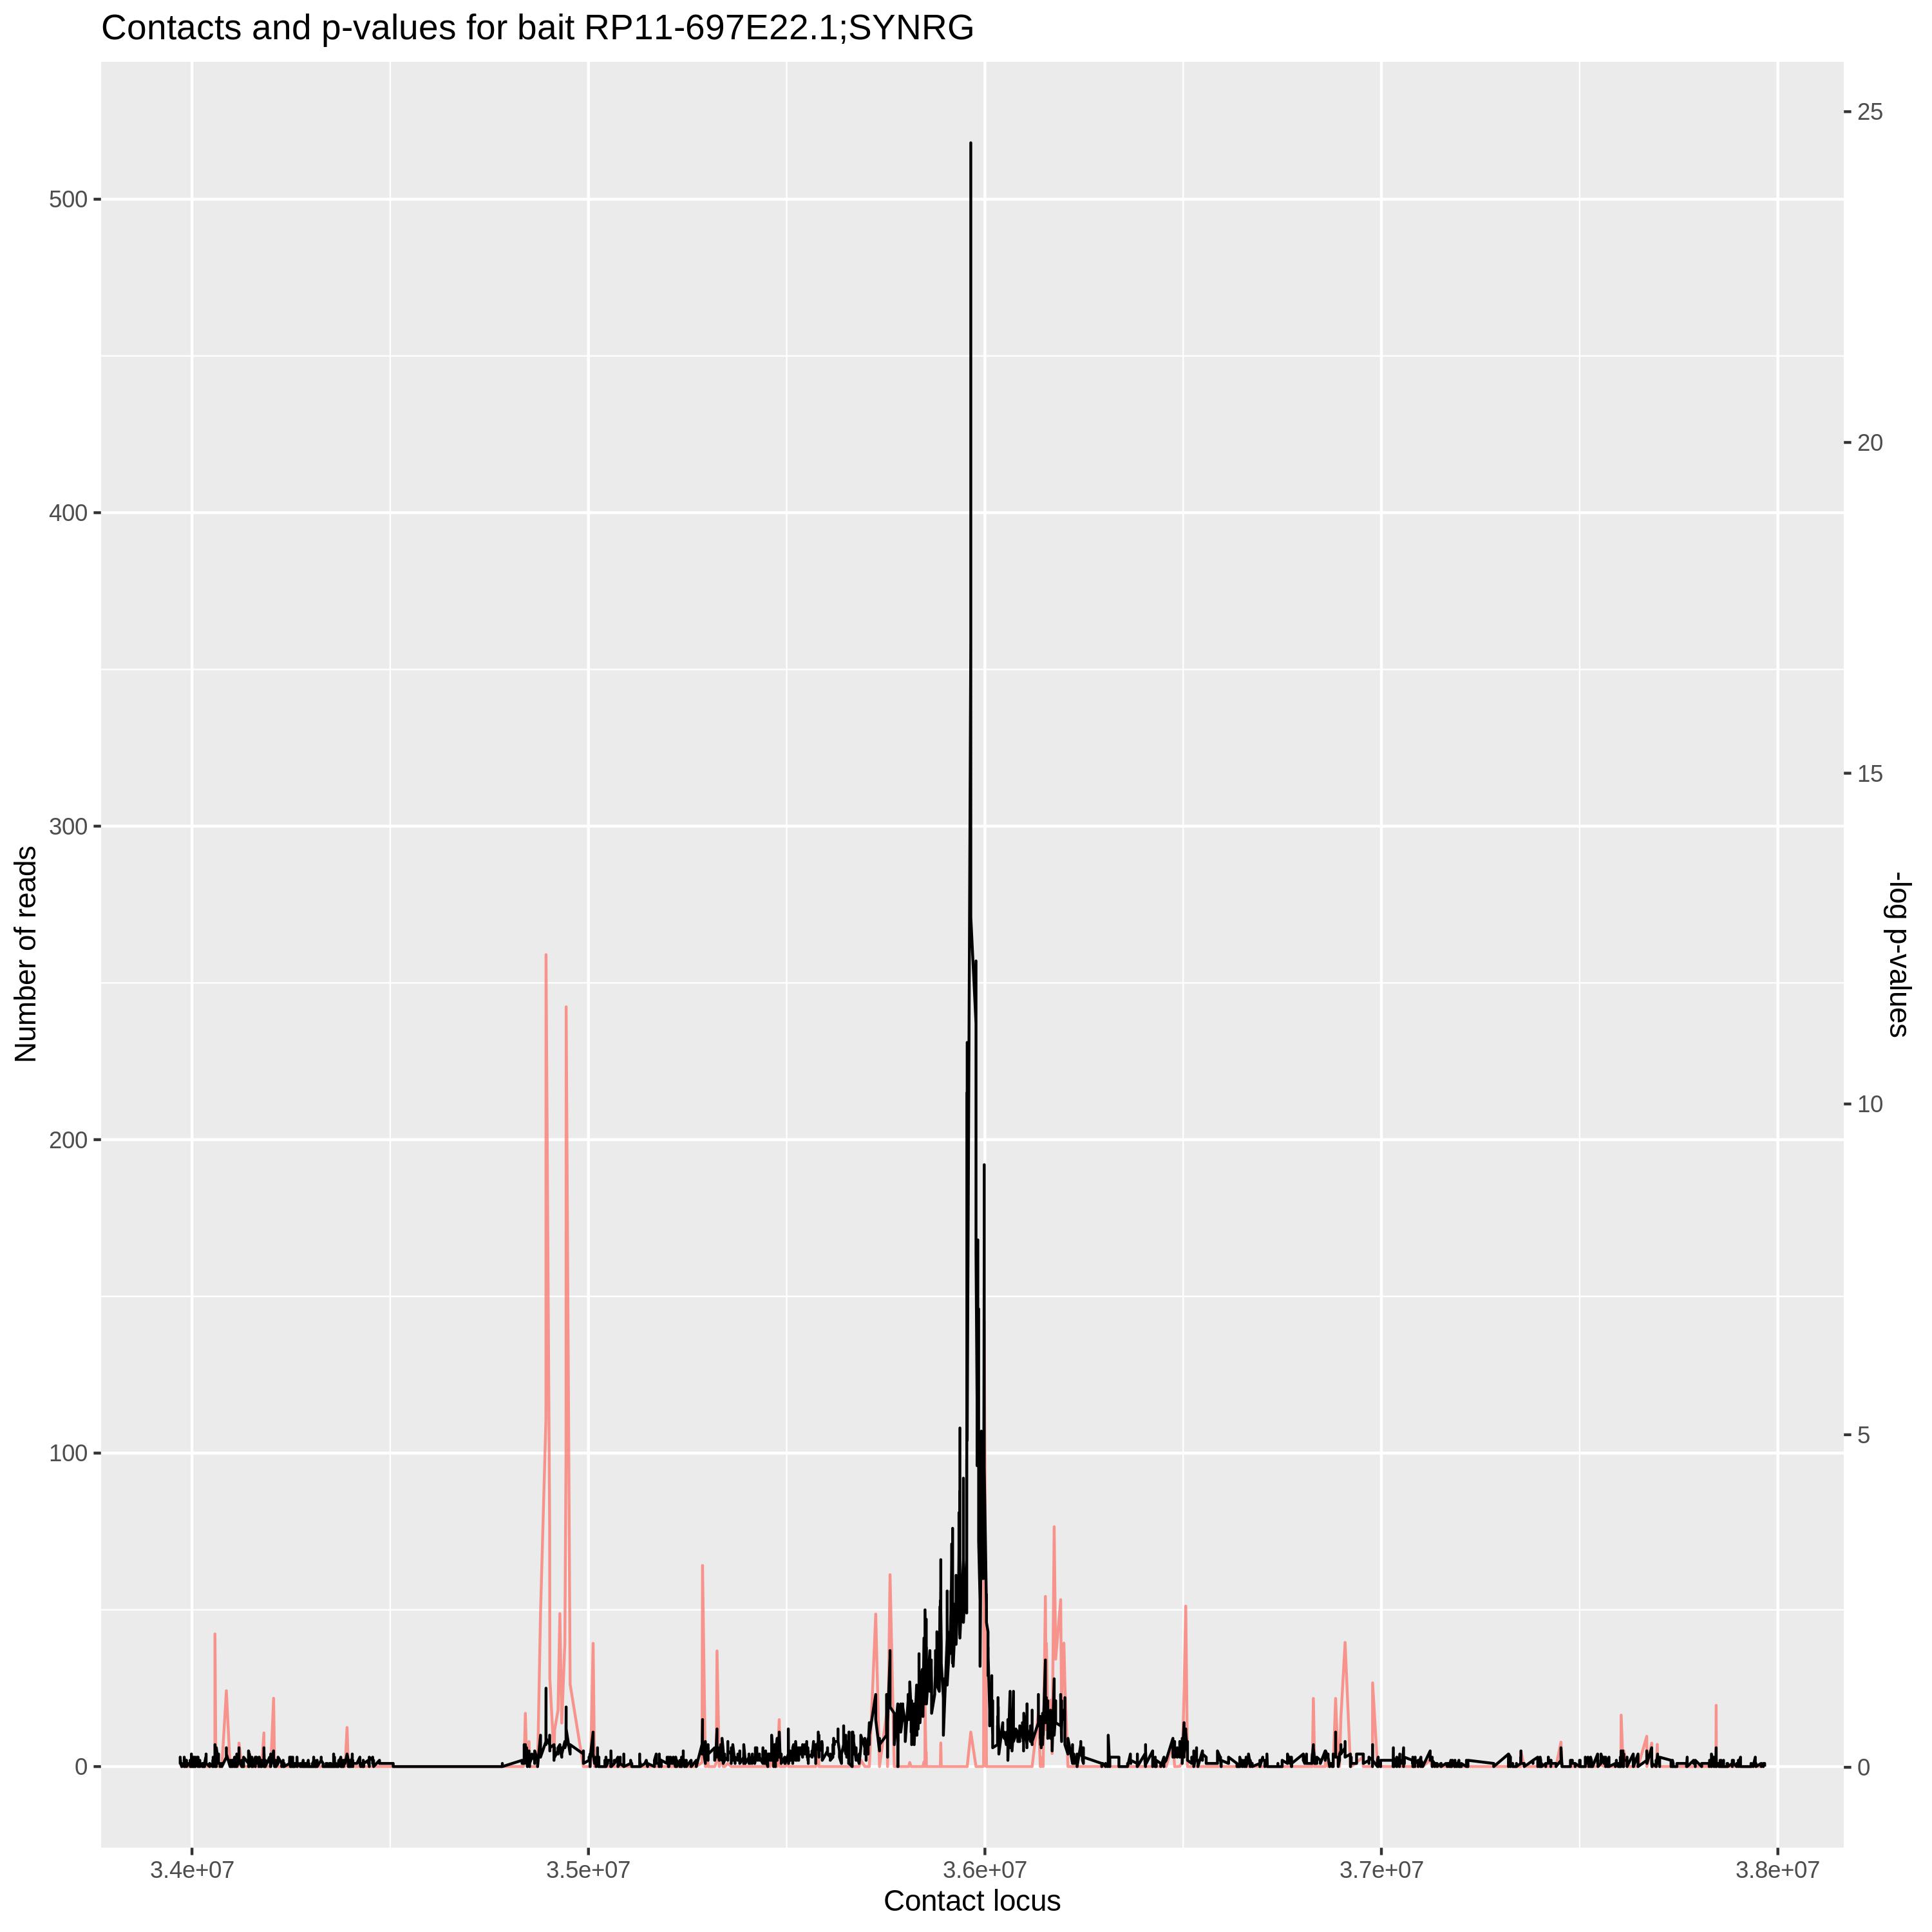 Contacts and p-values for bait RP11-697E22.1;SYNRG
Number of reads
500
400
300
200
100
0
25
20
15
10
5
0
-log p-values
3.4e+07 3.5e+07 3.6e+07 3.7e+07 3.8e+07
Contact locus